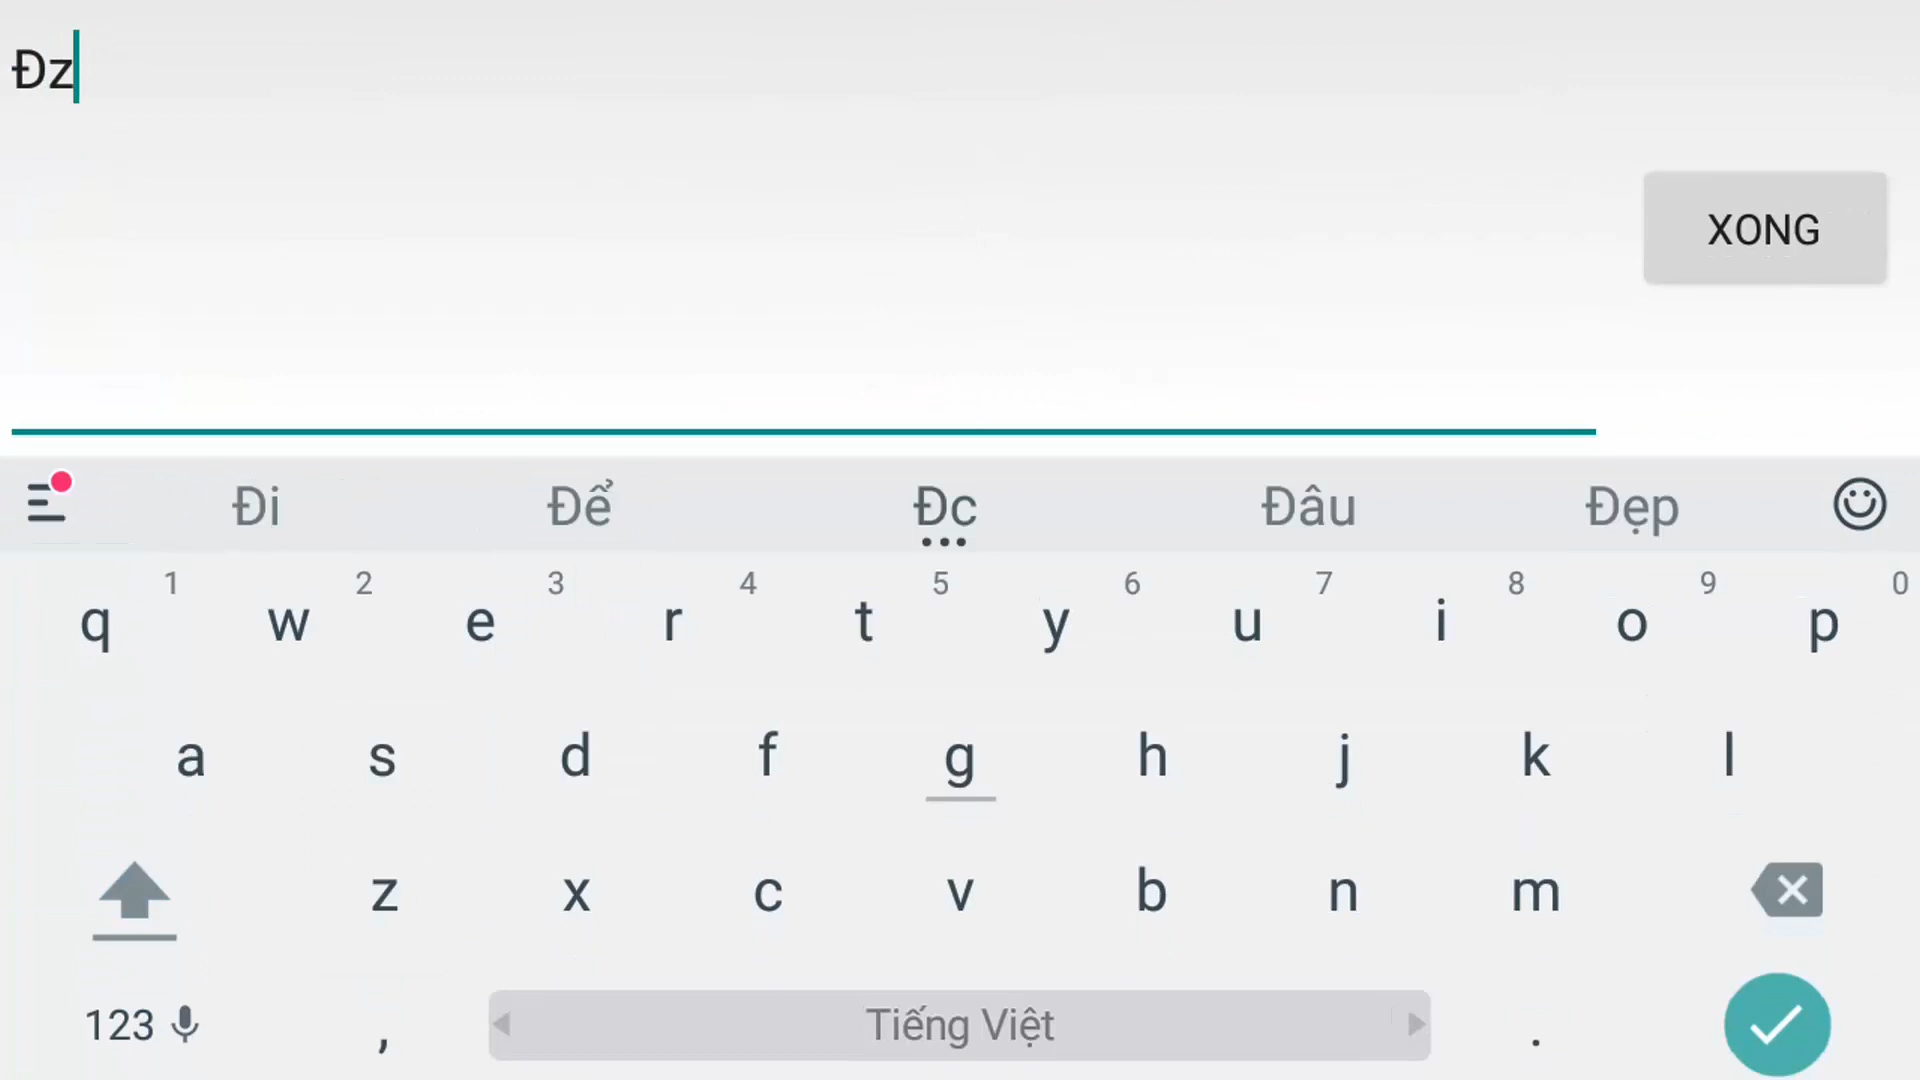 Đz
XONG
Đi Để Đc Đâu Đẹp
1 2 3 4 5 6 7 8 9 0
q w e r t y u i o p
a s d f g h j k l
z x c v b n m
123 , Tiếng Việt .